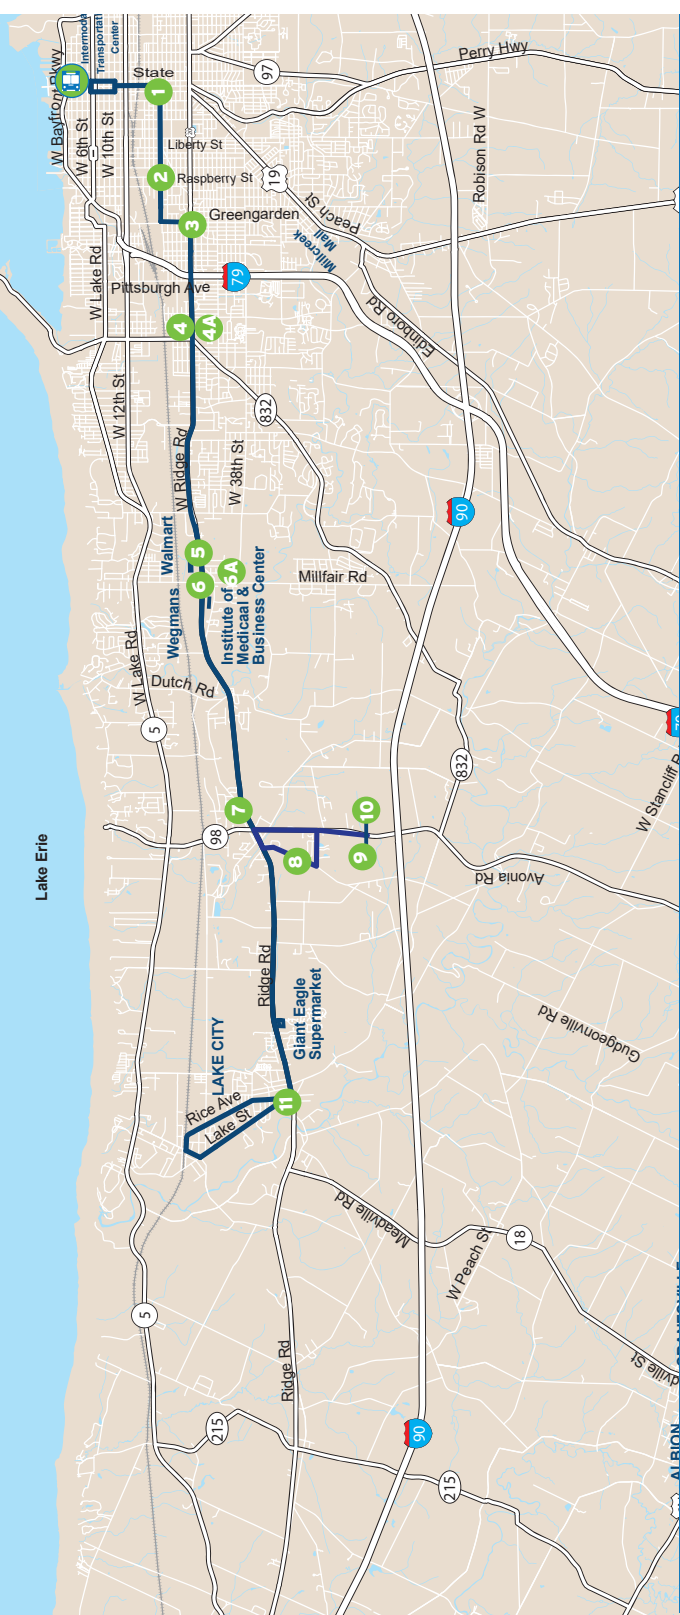 W Bayfront Pkwy
Intermodal
Transportation
Center
W 6th St
W 10th St
State
1
97
Perry Hwy
Liberty St
2
Raspberry St
19
Robison Rd W
Peach St
3
Greengarden
Millcreek
Mall
W Lake Rd
Pittsburgh Ave
79
4
4A
Edinboro Rd
W 12th St
832
W Ridge Rd
W 38th St
90
Walmart
5
6
6A
Wegmans
Institute of
Medicaal &
Business Center
Millfair Rd
W Lake Rd
Dutch Rd
5
79
832
W Stancliff R
7
98
10
9
8
Lake Erie
Avonia Rd
Ridge Rd
Giant Eagle
Supermarket
LAKE CITY
Gudgeonville Rd
Rice Ave
Lake St
11
Meadville Rd
W Peach St
18
5
Ridge Rd
dville St
215
90
215
ALBION